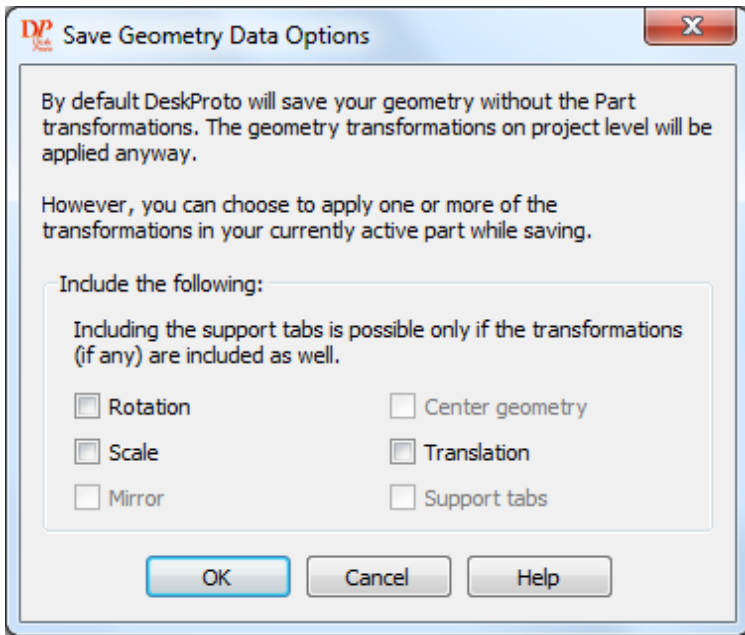 DP
Save Geometry Data Options
By default DeskProto will save your geometry without the Part
transformations. The geometry transformations on project level will be
applied anyway.
However, you can choose to apply one or more of the
transformations in your currently active part while saving.
Include the following:
Including the support tabs is possible only if the transformations
(if any) are included as well.
Rotation
Center geometry
Scale
Translation
Mirror
Support tabs
OK
Cancel
Help